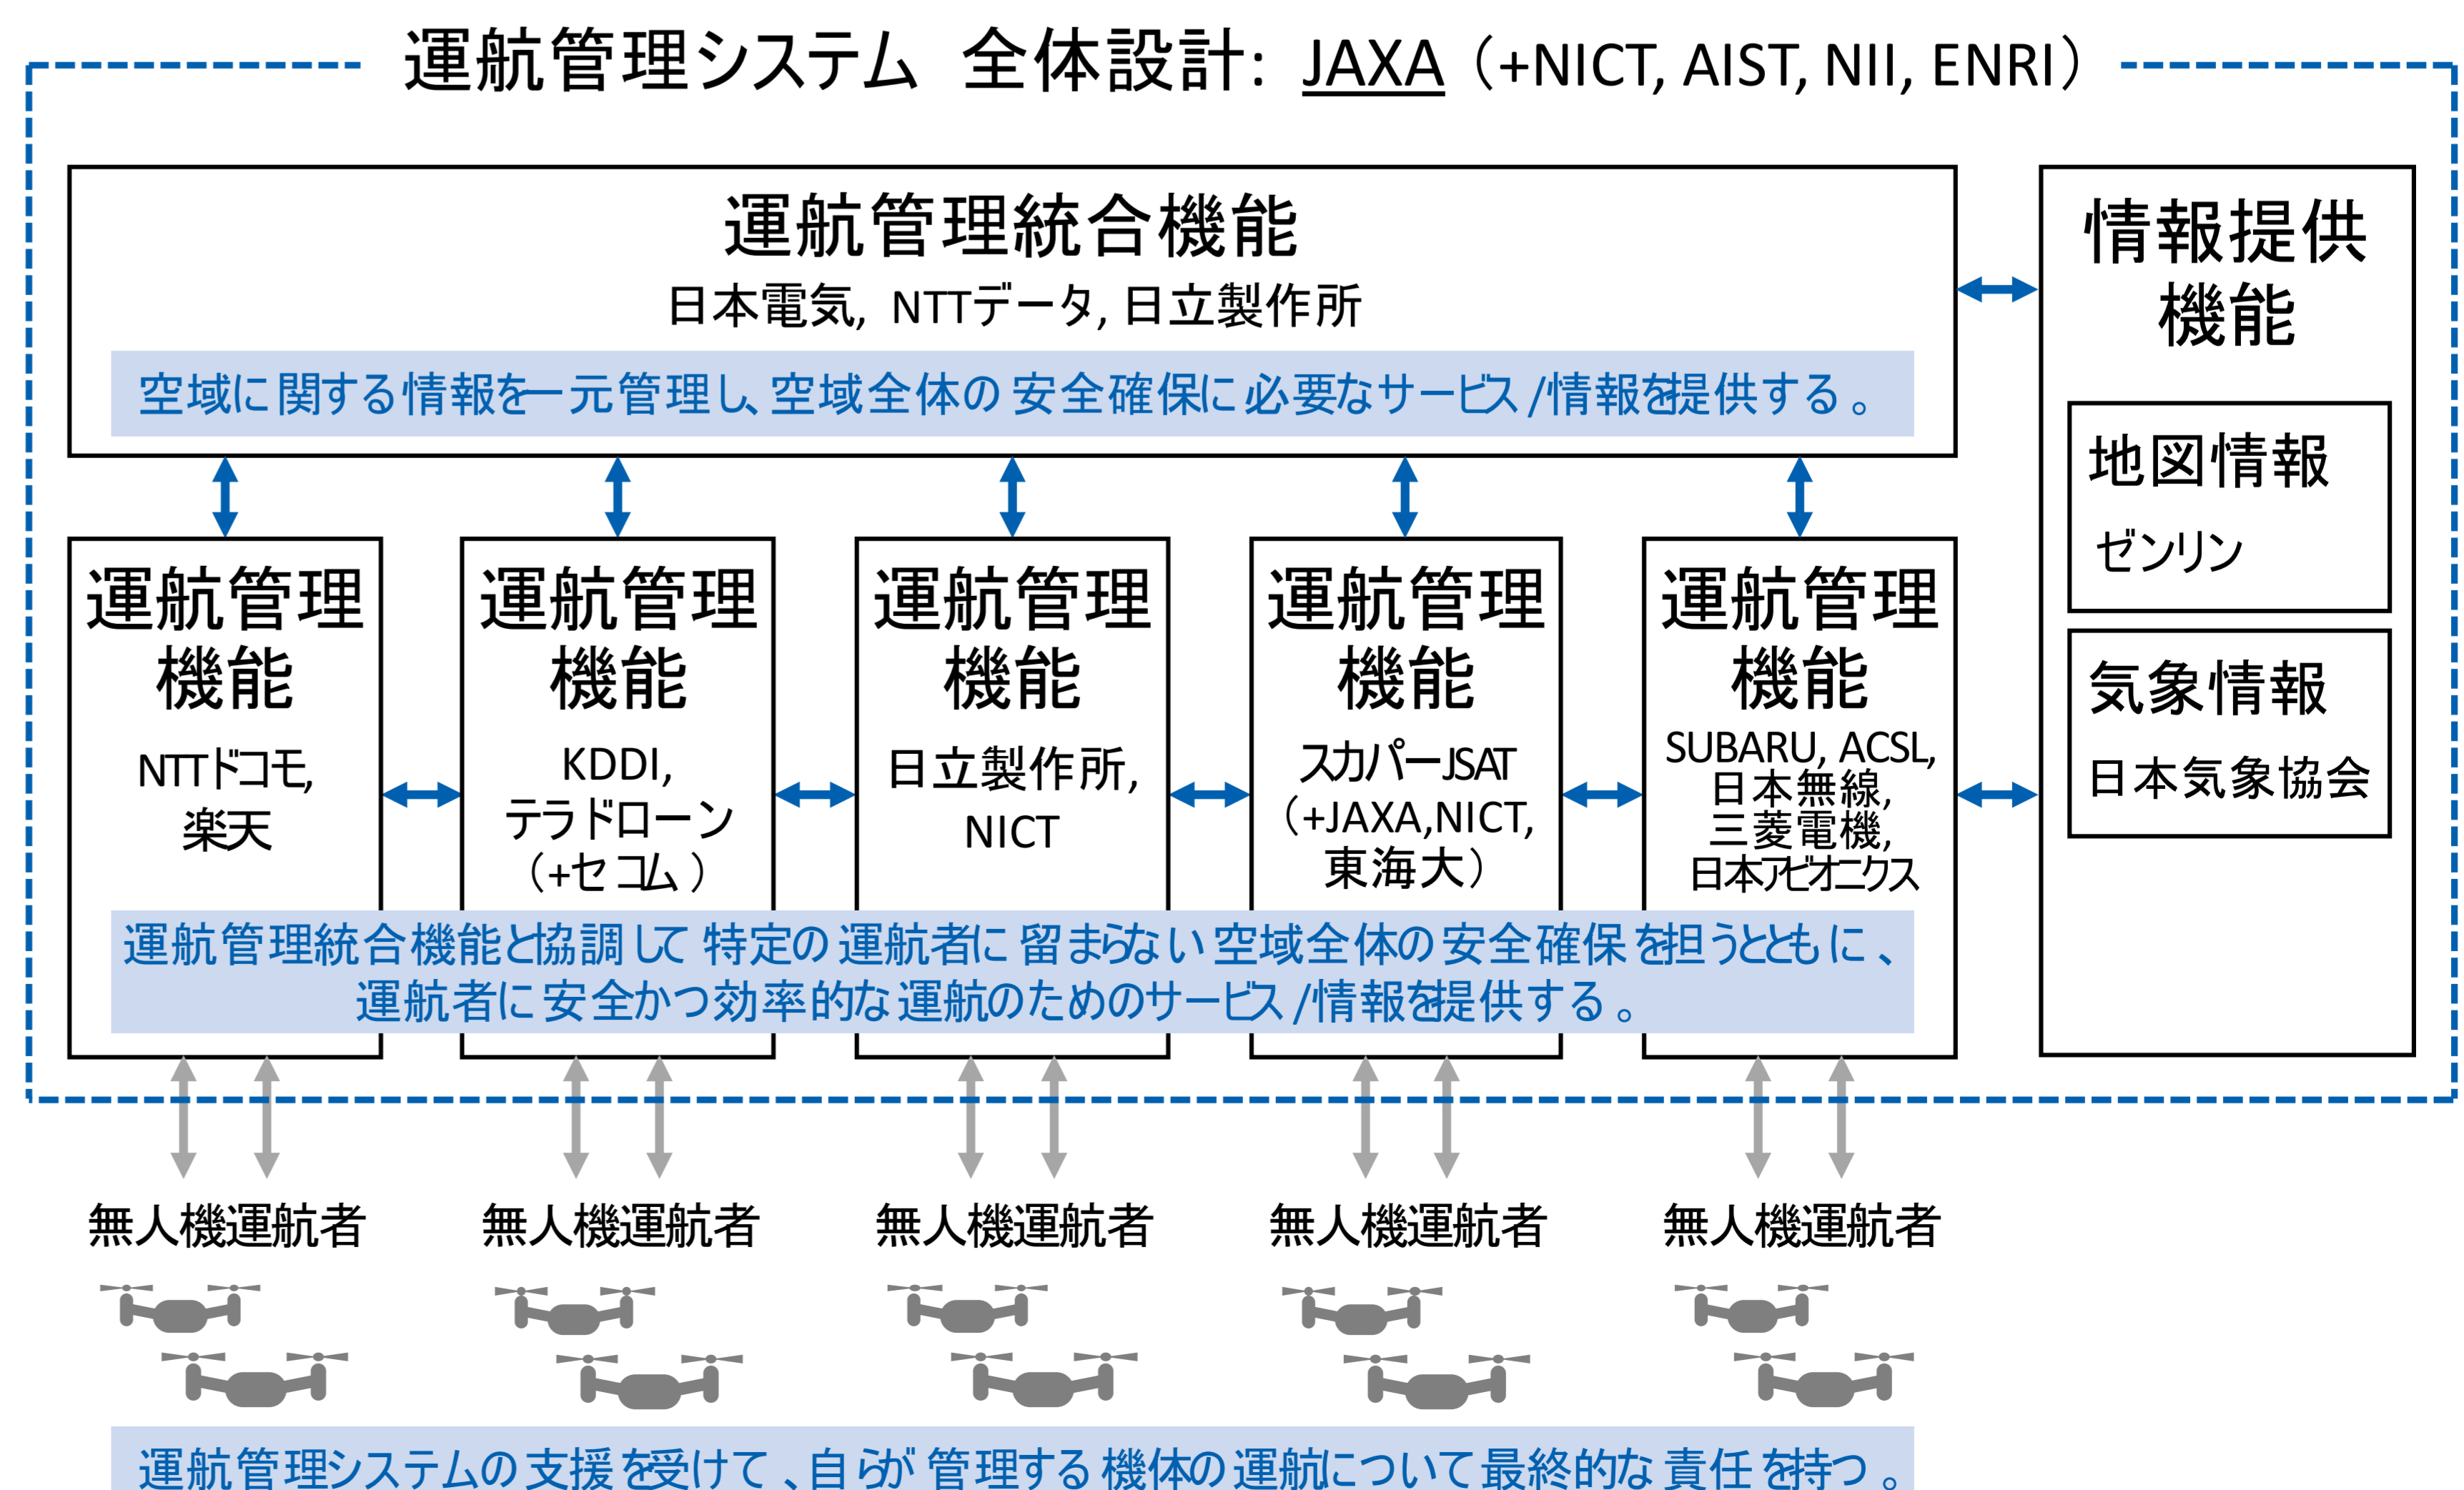 運航管理システム　全体設計: JAXA（+NICT, AIST, NII, ENRI）
運航管理統合機能
日本電気, NTTデータ, 日立製作所
空域に関する情報を一元管理し、空域全体の安全確保に必要なサービス/情報を提供する。
情報提供
機能
地図情報
ゼンリン
気象情報
日本気象協会
運航管理
機能
NTTドコモ,
楽天
運航管理
機能
KDDI,
テラドローン
（+セコム）
運航管理
機能
日立製作所,
NICT
運航管理
機能
スカパーJSAT
（+JAXA,NICT,
東海大）
運航管理
機能
SUBARU, ACSL,
日本無線,
三菱電機,
日本アビオニクス
運航管理統合機能と協調して特定の運航者に留まらない空域全体の安全確保を担うとともに、
運航者に安全かつ効率的な運航のためのサービス/情報を提供する。
無人機運航者
無人機運航者
無人機運航者
無人機運航者
無人機運航者
運航管理システムの支援を受けて、自らが管理する機体の運航について最終的な責任を持つ。